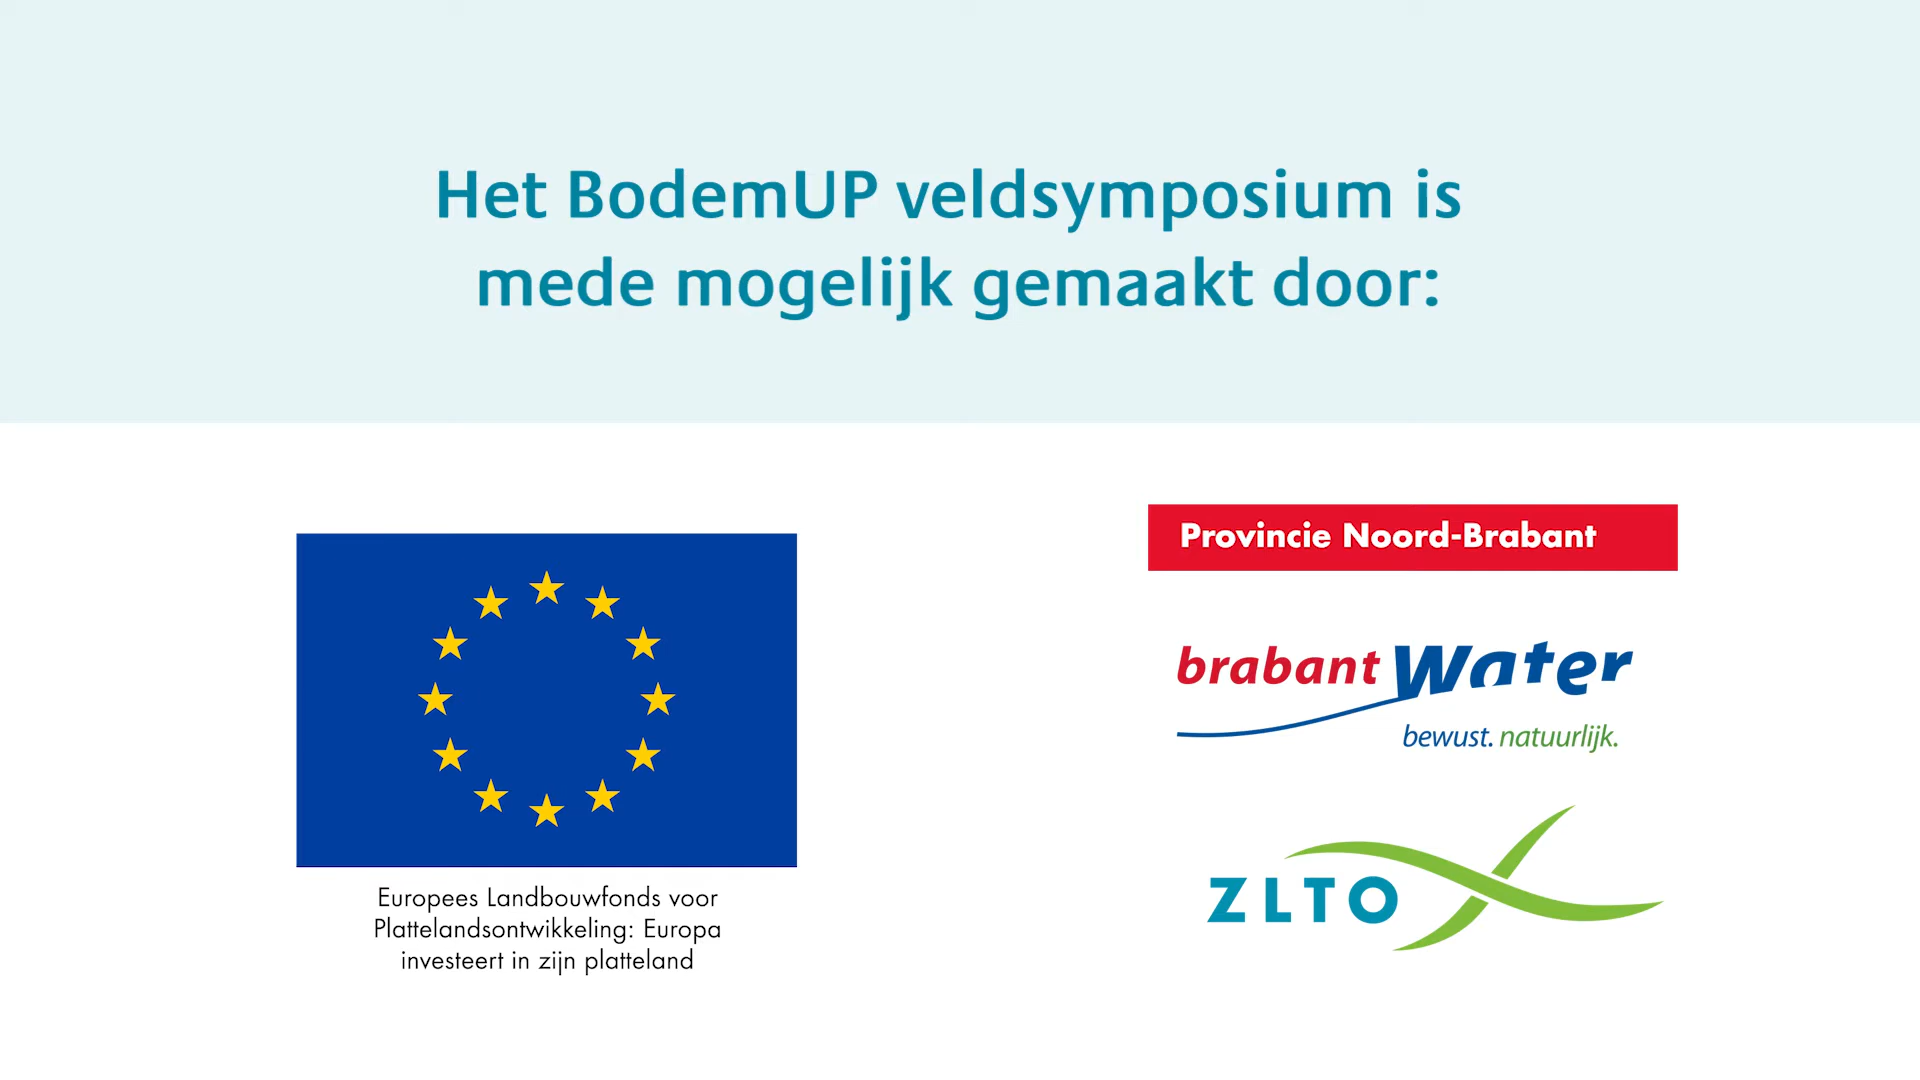 Het BodemUP veldsymposium is
mede mogelijk gemaakt door:
Europees Landbouwfonds voor
Plattelandsontwikkeling: Europa
investeert in zijn platteland
Provincie Noord-Brabant
brabant Water
bewust. natuurlijk.
ZLTO